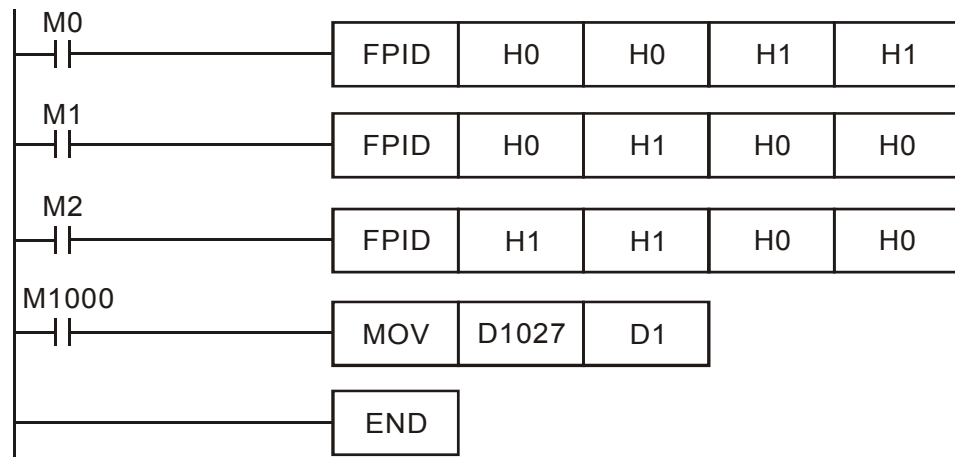 M0
FPID H0 H0 H1 H1
M1
FPID H0 H1 H0 H0
M2
FPID H1 H1 H0 H0
M1000
MOV D1027 D1
END